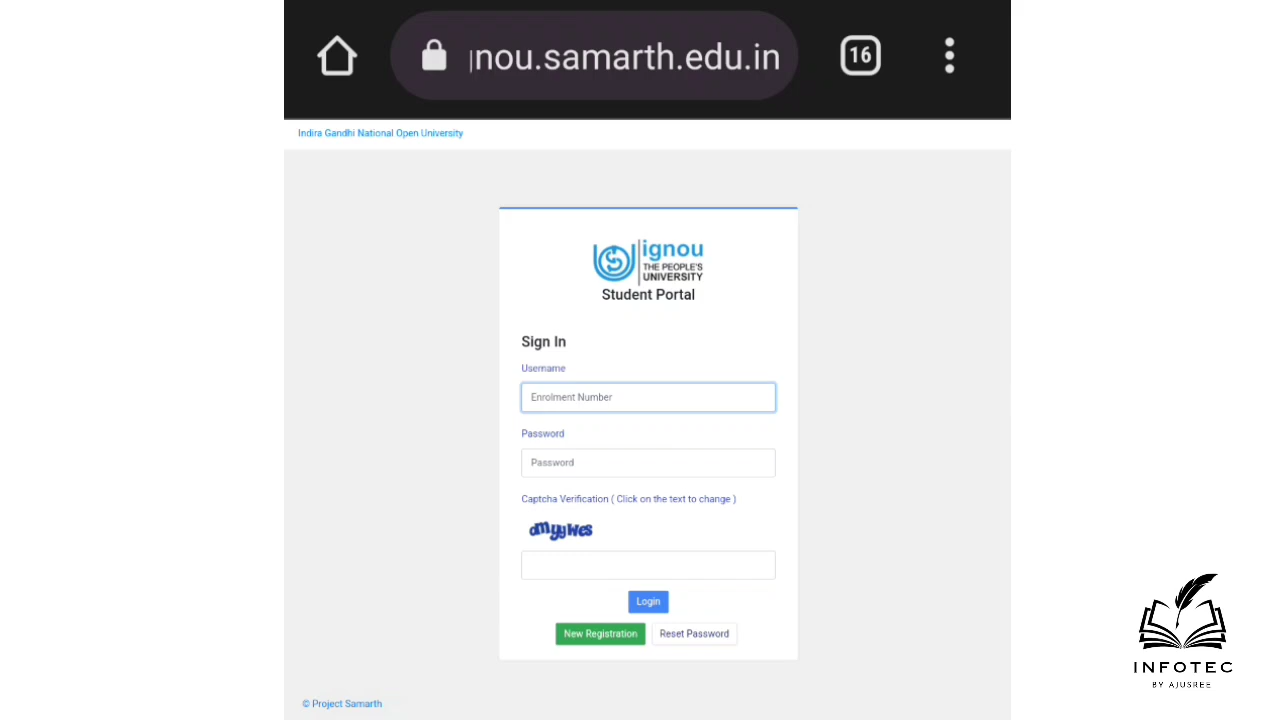 nou.samarth.edu.in
16
Indira Gandhi National Open University
ignou
THE PEOPLE'S
UNIVERSITY
Student Portal
Sign In
Username
Enrolment Number
Password
Password
Captcha Verification ( Click on the text to change )
Login
New Registration
Reset Password
© Project Samarth
INFOTEC
BY AJUSREE